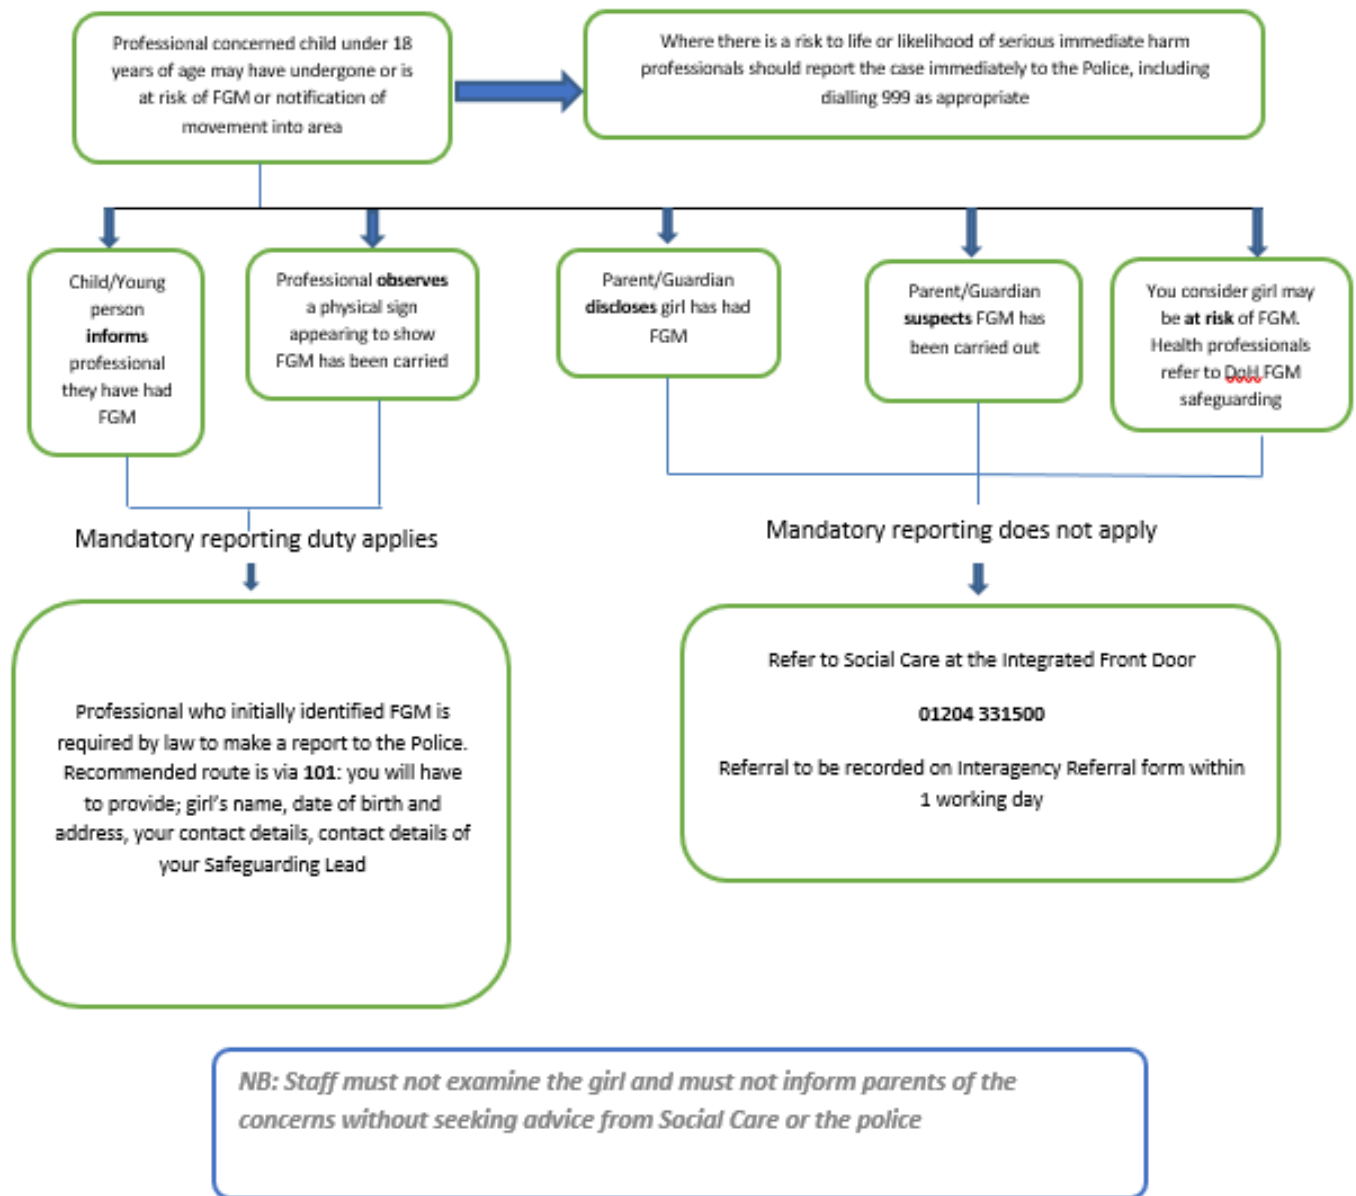 Professional concerned child under 18
years of age may have undergone or is
at risk of FGM or notification of
movement into area
Where there is a risk to life or likelihood of serious immediate harm
professionals should report the case immediately to the Police, including
dialling 999 as appropriate
Child/Young
person
informs
professional
they have had
FGM
Professional observes
a physical sign
appearing to show
FGM has been carried
Parent/Guardian
discloses girl has had
FGM
Parent/Guardian
suspects FGM has
been carried out
You consider girl may
be at risk of FGM.
Health professionals
refer to DoH FGM
safeguarding
Mandatory reporting duty applies
Mandatory reporting does not apply
Professional who initially identified FGM is
required by law to make a report to the Police.
Recommended route is via 101: you will have
to provide; girl's name, date of birth and
address, your contact details, contact details of
your Safeguarding Lead
Refer to Social Care at the Integrated Front Door
01204 331500
Referral to be recorded on Interagency Referral form within
1 working day
NB: Staff must not examine the girl and must not inform parents of the
concerns without seeking advice from Social Care or the police